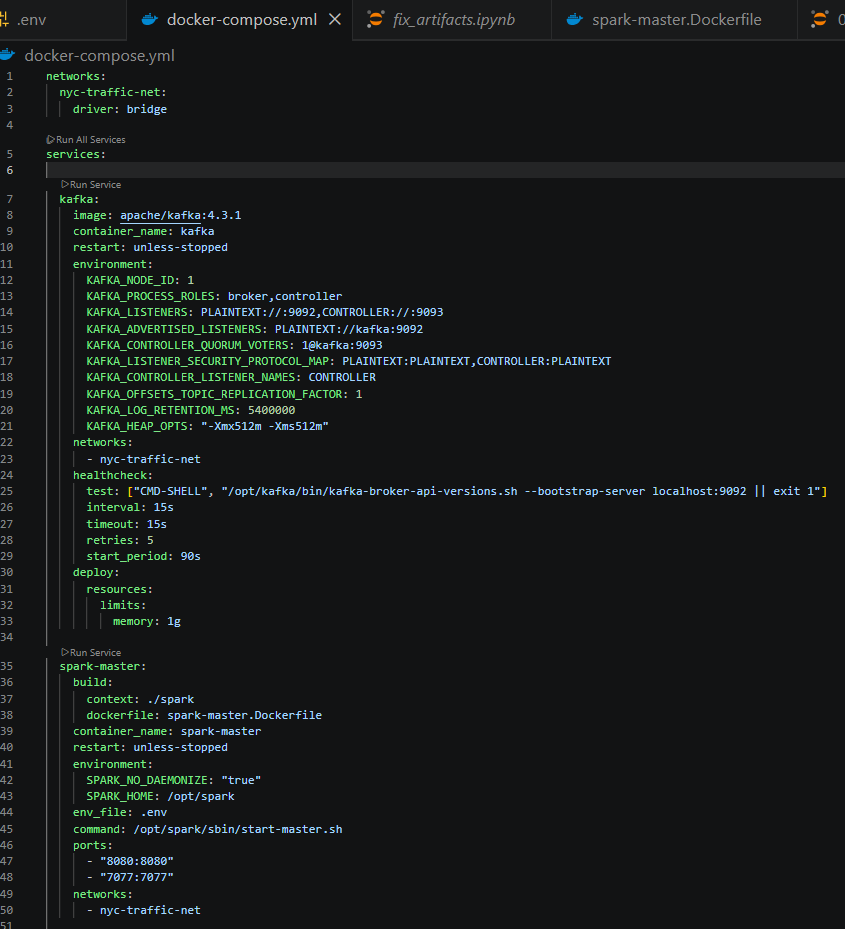 .env
docker-compose.yml
fix_artifacts.ipynb
spark-master.Dockerfile
docker-compose.yml
1 networks:
2 nyc-traffic-net:
3 driver: bridge
4
Run All Services
5 services:
6
Run Service
7 kafka:
8 image: apache/kafka:4.3.1
9 container_name: kafka
10 restart: unless-stopped
11 environment:
12 KAFKA_NODE_ID: 1
13 KAFKA_PROCESS_ROLES: broker,controller
14 KAFKA_LISTENERS: PLAINTEXT://:9092,CONTROLLER://:9093
15 KAFKA_ADVERTISED_LISTENERS: PLAINTEXT://kafka:9092
16 KAFKA_CONTROLLER_QUORUM_VOTERS: 1@kafka:9093
17 KAFKA_LISTENER_SECURITY_PROTOCOL_MAP: PLAINTEXT:PLAINTEXT,CONTROLLER:PLAINTEXT
18 KAFKA_CONTROLLER_LISTENER_NAMES: CONTROLLER
19 KAFKA_OFFSETS_TOPIC_REPLICATION_FACTOR: 1
20 KAFKA_LOG_RETENTION_MS: 5400000
21 KAFKA_HEAP_OPTS: "-Xmx512m -Xms512m"
22 networks:
23 - nyc-traffic-net
24 healthcheck:
25 test: ["CMD-SHELL", "/opt/kafka/bin/kafka-broker-api-versions.sh --bootstrap-server localhost:9092 || exit 1"]
26 interval: 15s
27 timeout: 15s
28 retries: 5
29 start_period: 90s
30 deploy:
31 resources:
32 limits:
33 memory: 1g
34
Run Service
35 spark-master:
36 build:
37 context: ./spark
38 dockerfile: spark-master.Dockerfile
39 container_name: spark-master
40 restart: unless-stopped
41 environment:
42 SPARK_NO_DAEMONIZE: "true"
43 SPARK_HOME: /opt/spark
44 env_file: .env
45 command: /opt/spark/sbin/start-master.sh
46 ports:
47 - "8080:8080"
48 - "7077:7077"
49 networks:
50 - nyc-traffic-net
51